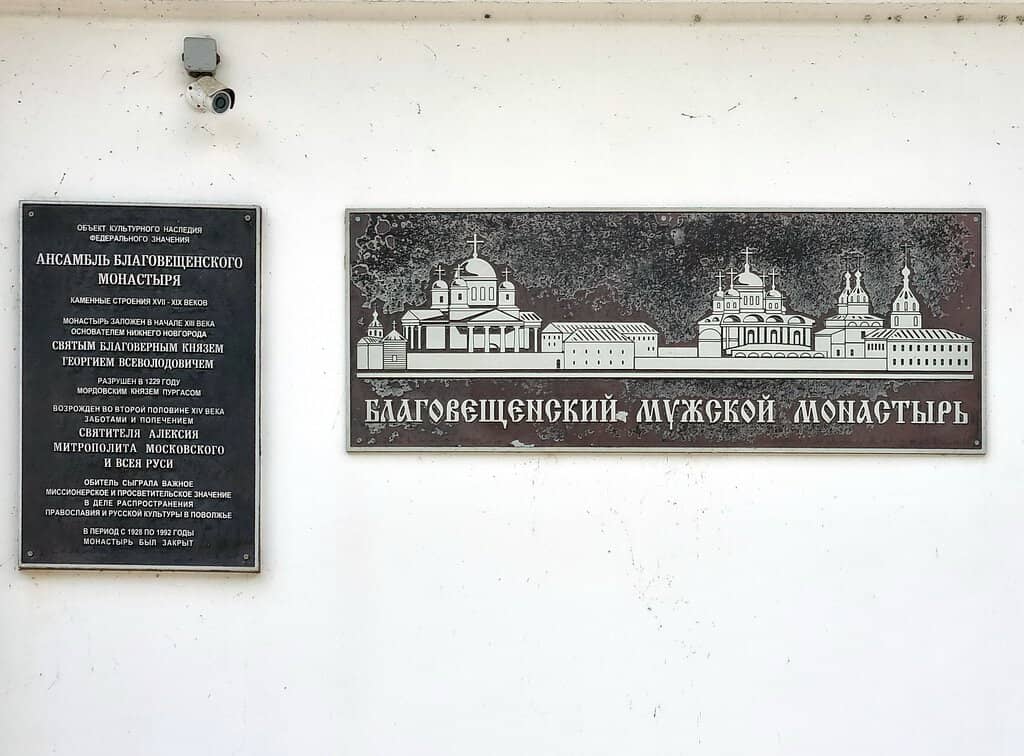 ОБЪЕКТ КУЛЬТУРНОГО НАСЛЕДИЯ
ФЕДЕРАЛЬНОГО ЗНАЧЕНИЯ
АНСАМБЛЬ БЛАГОВЕЩЕНСКОГО
МОНАСТЫРЯ
КАМЕННЫЕ СТРОЕНИЯ XVII - XIX ВЕКОВ
МОНАСТЫРЬ ЗАЛОЖЕН В НАЧАЛЕ XIII ВЕКА
ОСНОВАТЕЛЕМ НИЖНЕГО НОВГОРОДА
СВЯТЫМ БЛАГОВЕРНЫМ КНЯЗЕМ
ГЕОРГИЕМ ВСЕВОЛОДОВИЧЕМ
РАЗРУШЕН В 1229 ГОДУ
МОРДОВСКИМ КНЯЗЕМ ПУРГАСОМ
ВОЗРОЖДЕН ВО ВТОРОЙ ПОЛОВИНЕ XIV ВЕКА
ЗАБОТАМИ И ПОПЕЧЕНИЕМ
СВЯТИТЕЛЯ АЛЕКСИЯ
МИТРОПОЛИТА МОСКОВСКОГО
И ВСЕЯ РУСИ
ОБИТЕЛЬ СЫГРАЛА ВАЖНОЕ
МИССИОНЕРСКОЕ И ПРОСВЕТИТЕЛЬСКОЕ ЗНАЧЕНИЕ
В ДЕЛЕ РАСПРОСТРАНЕНИЯ
ПРАВОСЛАВИЯ И РУССКОЙ КУЛЬТУРЫ В ПОВОЛЖЬЕ
В ПЕРИОД С 1928 ПО 1992 ГОДЫ
МОНАСТЫРЬ БЫЛ ЗАКРЫТ
БЛАГОВЕЩЕНСКИЙ МУЖСКОЙ МОНАСТЫРЬ